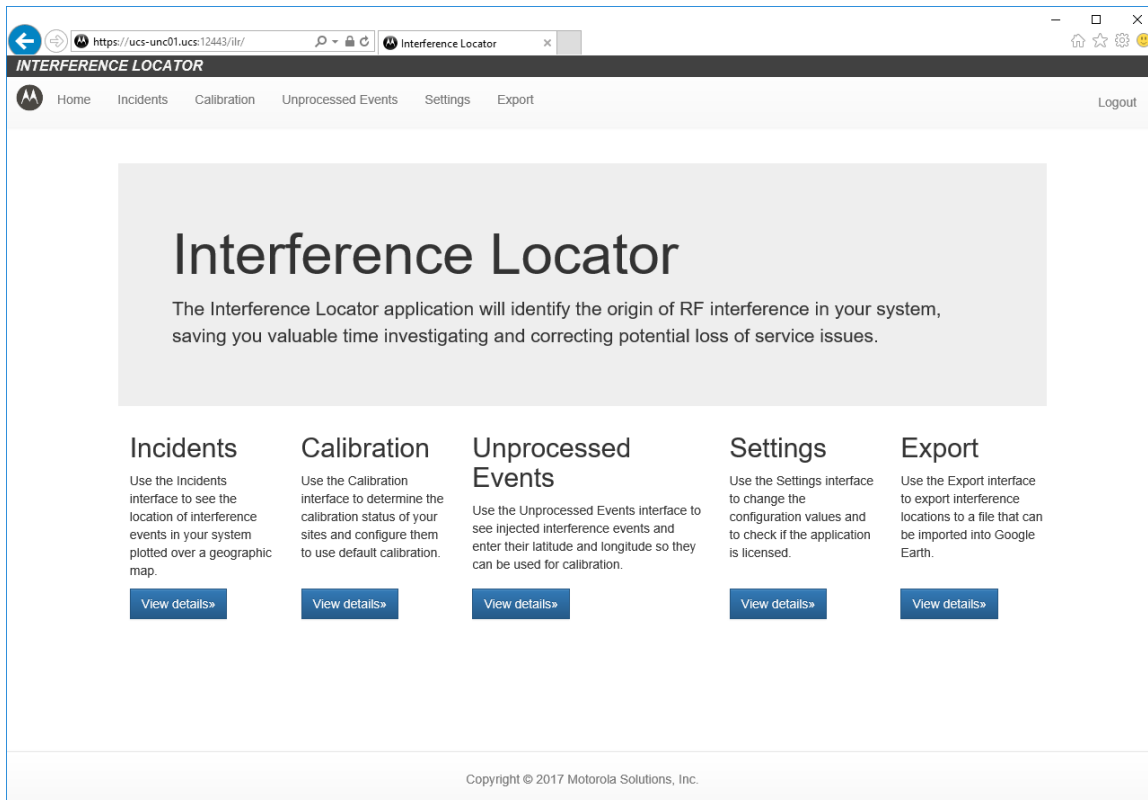 https://ucs-unc01.ucs:12443/ilr/
Interference Locator
INTERFERENCE LOCATOR
Home
Incidents
Calibration
Unprocessed Events
Settings
Export
Logout
Interference Locator
The Interference Locator application will identify the origin of RF interference in your system,
saving you valuable time investigating and correcting potential loss of service issues.
Incidents
Use the Incidents
interface to see the
location of interference
events in your system
plotted over a geographic
map.
View details»
Calibration
Use the Calibration
interface to determine the
calibration status of your
sites and configure them
to use default calibration.
View details»
Unprocessed
Events
Use the Unprocessed Events interface to
see injected interference events and
enter their latitude and longitude so they
can be used for calibration.
View details»
Settings
Use the Settings interface
to change the
configuration values and
to check if the application
is licensed.
View details»
Export
Use the Export interface
to export interference
locations to a file that can
be imported into Google
Earth.
View details»
Copyright © 2017 Motorola Solutions, Inc.